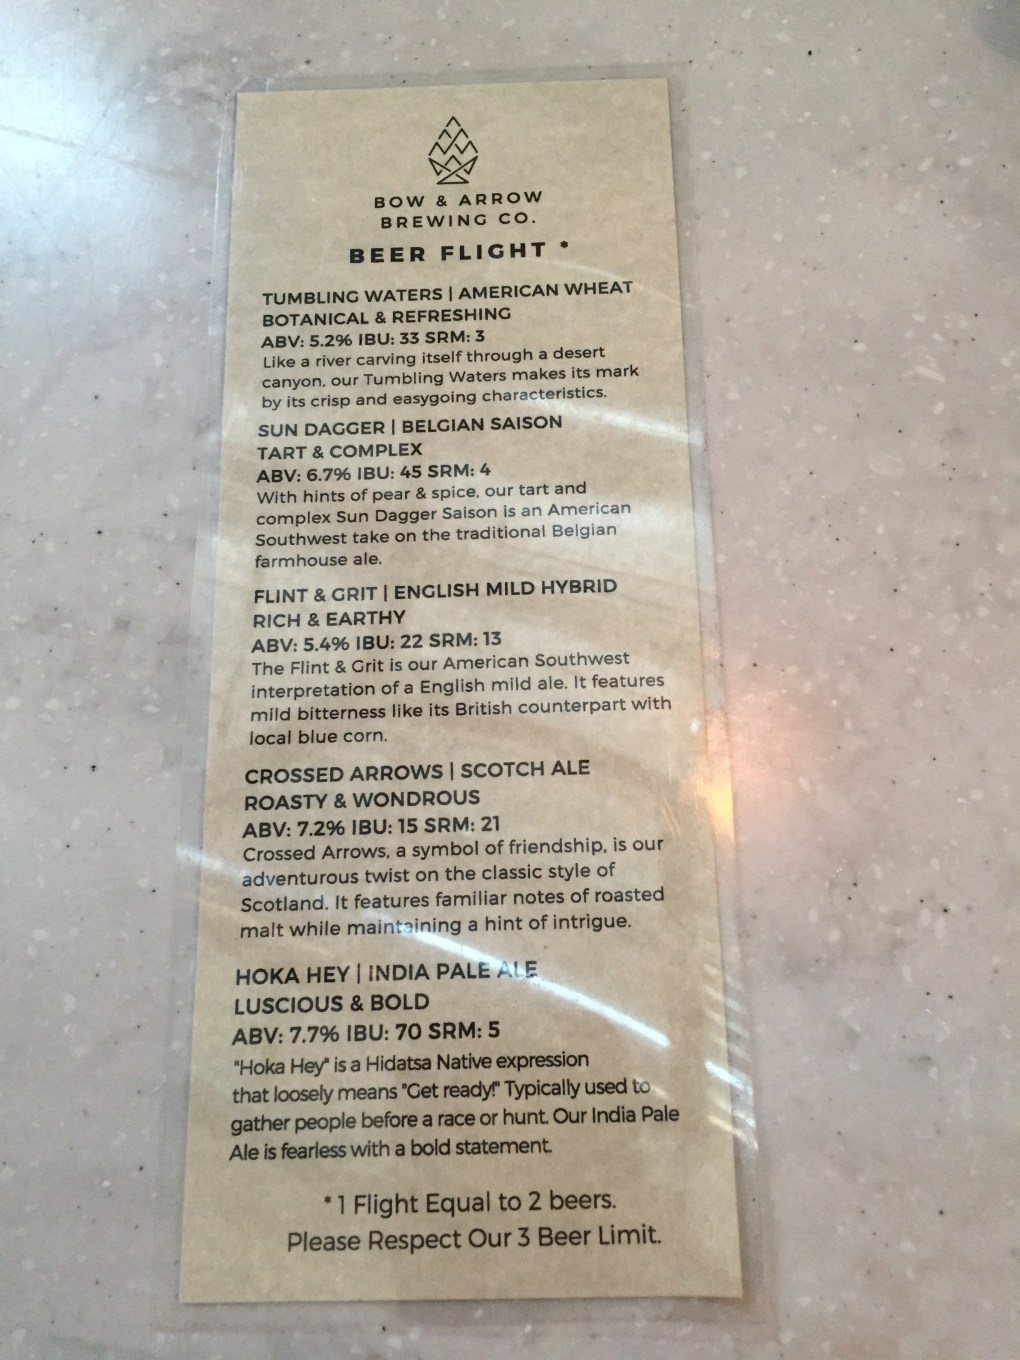 BOW & ARROW
BREWING CO.
BEER FLIGHT *
TUMBLING WATERS | AMERICAN WHEAT
BOTANICAL & REFRESHING
ABV: 5.2% IBU: 33 SRM: 3
Like a river carving itself through a desert
canyon, our Tumbling Waters makes its mark
by its crisp and easygoing characteristics.
SUN DAGGER | BELGIAN SAISON
TART & COMPLEX
ABV: 6.7% IBU: 45 SRM: 4
With hints of pear & spice, our tart and
complex Sun Dagger Saison is an American
Southwest take on the traditional Belgian
farmhouse ale.
FLINT & GRIT | ENGLISH MILD HYBRID
RICH & EARTHY
ABV: 5.4% IBU: 22 SRM: 13
The Flint & Grit is our American Southwest
interpretation of a English mild ale. It features
mild bitterness like its British counterpart with
local blue corn.
CROSSED ARROWS | SCOTCH ALE
ROASTY & WONDROUS
ABV: 7.2% IBU: 15 SRM: 21
Crossed Arrows, a symbol of friendship, is our
adventurous twist on the classic style of
Scotland. It features familiar notes of roasted
malt while maintaining a hint of intrigue.
HOKA HEY | INDIA PALE ALE
LUSCIOUS & BOLD
ABV: 7.7% IBU: 70 SRM: 5
"Hoka Hey" is a Hidatsa Native expression
that loosely means "Get ready!" Typically used to
gather people before a race or hunt. Our India Pale
Ale is fearless with a bold statement.
* 1 Flight Equal to 2 beers.
Please Respect Our 3 Beer Limit.